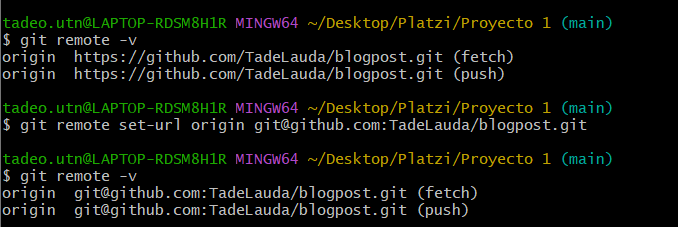 tadeo.utn@LAPTOP-RDSM8H1R MINGW64 ~/Desktop/Platzi/Proyecto 1 (main)
$ git remote -v
origin  https://github.com/TadeLauda/blogpost.git (fetch)
origin  https://github.com/TadeLauda/blogpost.git (push)
tadeo.utn@LAPTOP-RDSM8H1R MINGW64 ~/Desktop/Platzi/Proyecto 1 (main)
$ git remote set-url origin git@github.com:TadeLauda/blogpost.git
tadeo.utn@LAPTOP-RDSM8H1R MINGW64 ~/Desktop/Platzi/Proyecto 1 (main)
$ git remote -v
origin  git@github.com:TadeLauda/blogpost.git (fetch)
origin  git@github.com:TadeLauda/blogpost.git (push)